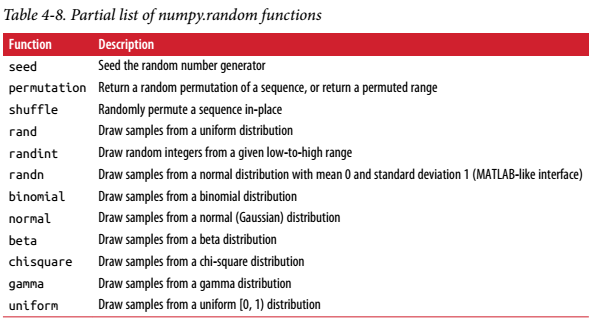 Table 4-8. Partial list of numpy.random functions
Function Description
seed Seed the random number generator
permutation Return a random permutation of a sequence, or return a permuted range
shuffle Randomly permute a sequence in-place
rand Draw samples from a uniform distribution
randint Draw random integers from a given low-to-high range
randn Draw samples from a normal distribution with mean 0 and standard deviation 1 (MATLAB-like interface)
binomial Draw samples from a binomial distribution
normal Draw samples from a normal (Gaussian) distribution
beta Draw samples from a beta distribution
chisquare Draw samples from a chi-square distribution
gamma Draw samples from a gamma distribution
uniform Draw samples from a uniform [0, 1) distribution